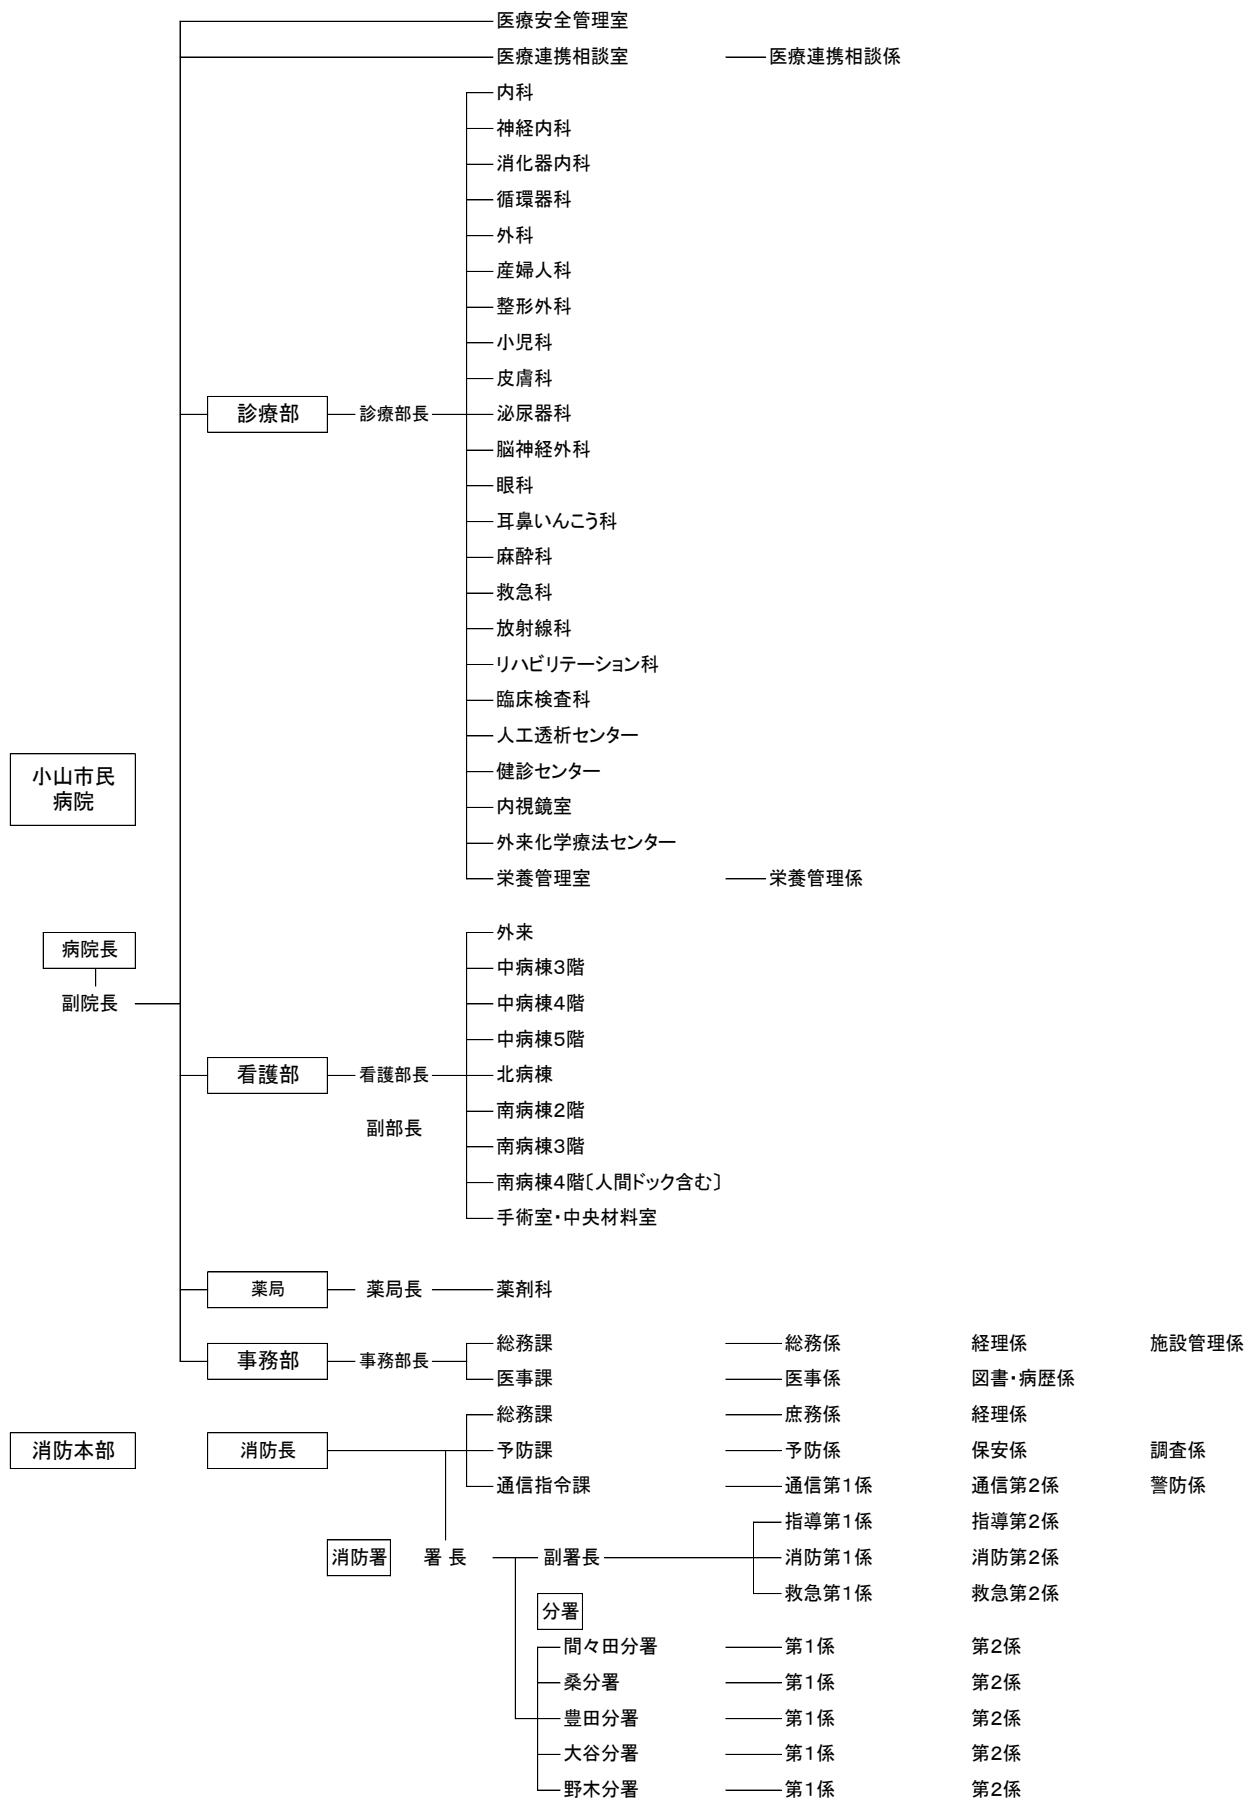 医療安全管理室
医療連携相談室 医療連携相談係
内科
神経内科
消化器内科
循環器科
外科
産婦人科
整形外科
小児科
皮膚科
診療部 診療部長 泌尿器科
脳神経外科
眼科
耳鼻いんこう科
麻酔科
救急科
放射線科
リハビリテーション科
臨床検査科
人工透析センター
小山市民
病院
健診センター
内視鏡室
外来化学療法センター
栄養管理室 栄養管理係
外来
病院長
中病棟3階
副院長 中病棟4階
中病棟5階
看護部 看護部長 北病棟
南病棟2階
副部長
南病棟3階
南病棟4階〔人間ドック含む〕
手術室・中央材料室
薬局 薬局長 薬剤科
総務課 総務係 経理係 施設管理係
事務部 事務部長
医事課 医事係 図書・病歴係
総務課 庶務係 経理係
消防本部 消防長 予防課 予防係 保安係 調査係
通信指令課 通信第1係 通信第2係 警防係
指導第1係 指導第2係
消防署 署 長 副署長 消防第1係 消防第2係
救急第1係 救急第2係
分署
間々田分署 第1係 第2係
桑分署 第1係 第2係
豊田分署 第1係 第2係
大谷分署 第1係 第2係
野木分署 第1係 第2係